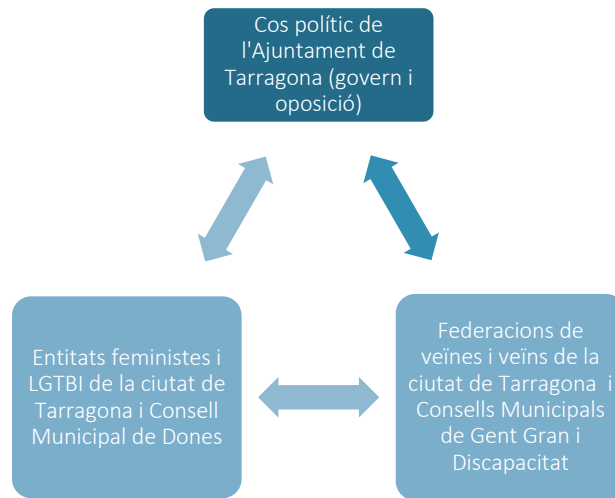 Cos polític de
l'Ajuntament de
Tarragona (govern i
oposició)
Entitats feministes i
LGTBI de la ciutat de
Tarragona i Consell
Municipal de Dones
Federacions de
veïnes i veïns de la
ciutat de Tarragona  i
Consells Municipals
de Gent Gran i
Discapacitat